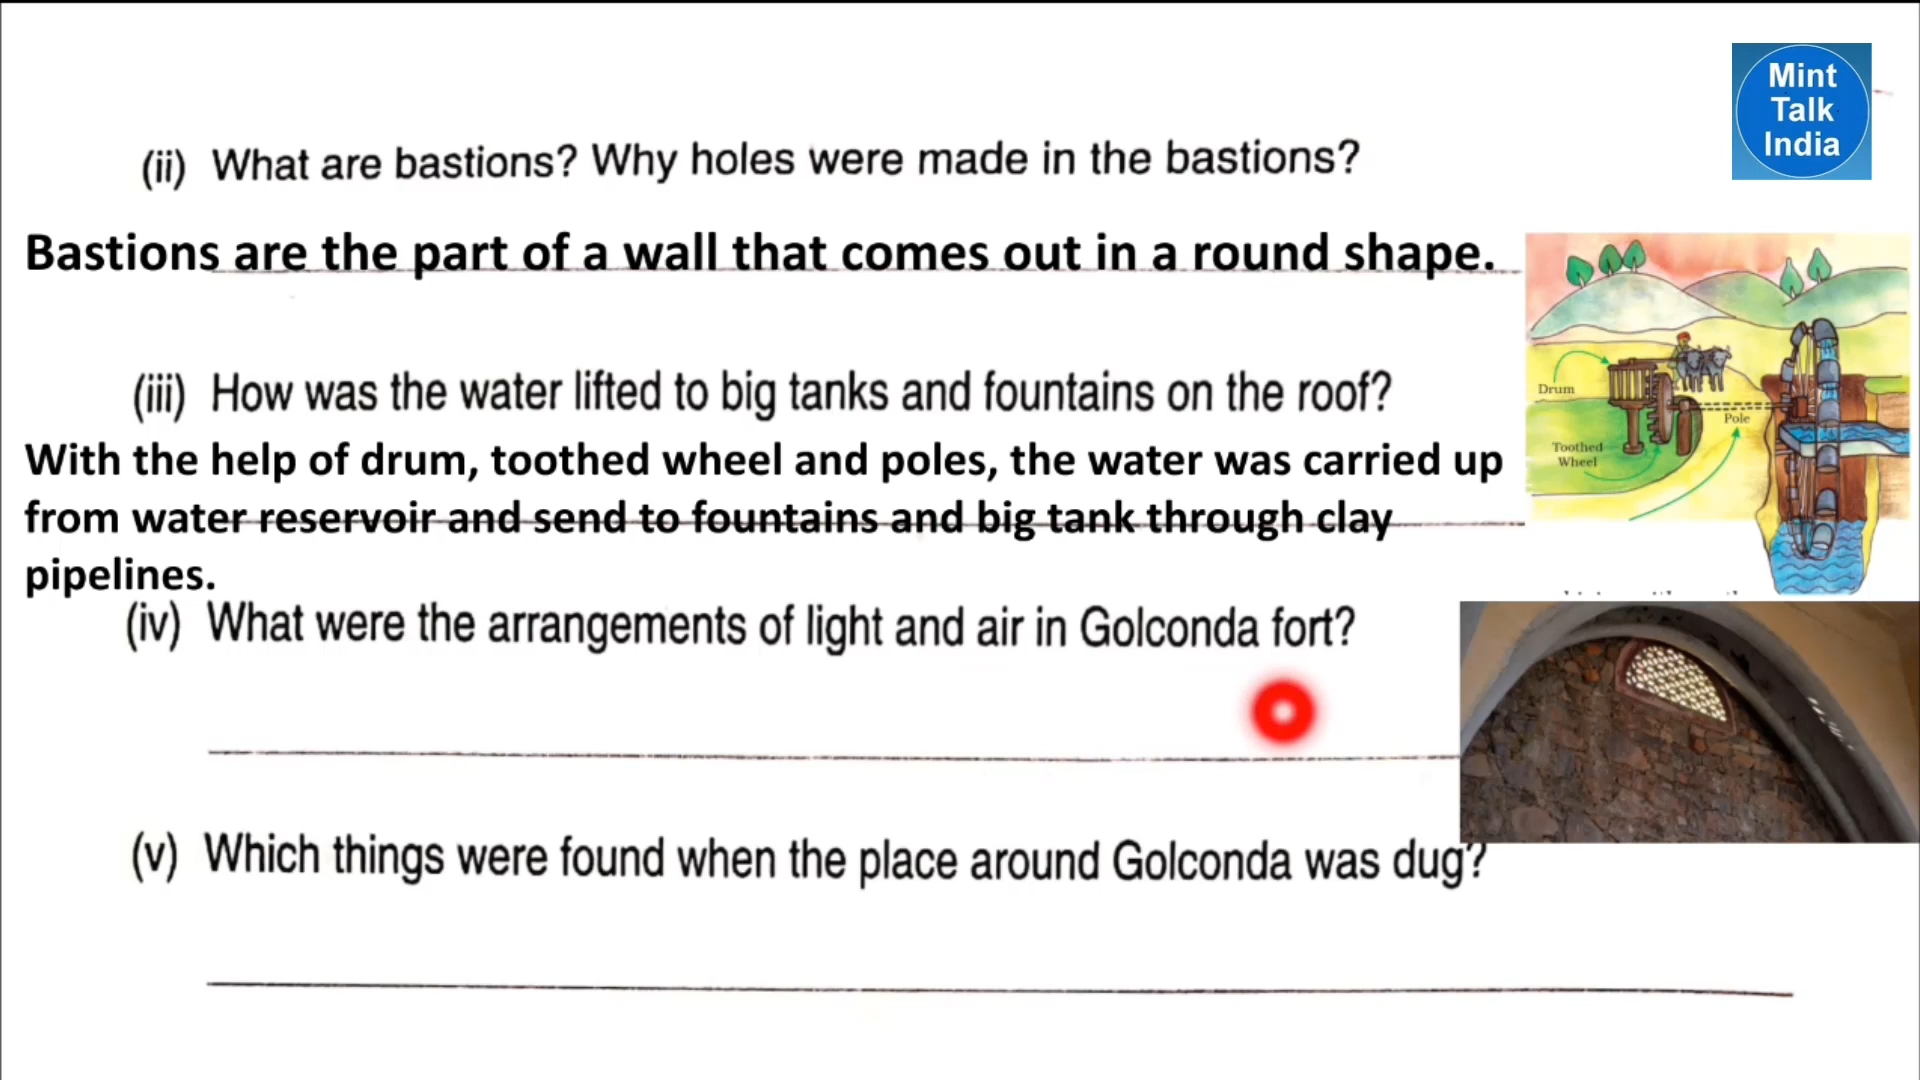 Mint
Talk
India
(ii) What are bastions? Why holes were made in the bastions?
Bastions are the part of a wall that comes out in a round shape.
(iii) How was the water lifted to big tanks and fountains on the roof?
With the help of drum, toothed wheel and poles, the water was carried up
from water reservoir and send to fountains and big tank through clay
pipelines.
Drum
Pole
Toothed
Wheel
(iv) What were the arrangements of light and air in Golconda fort?
(v) Which things were found when the place around Golconda was dug?